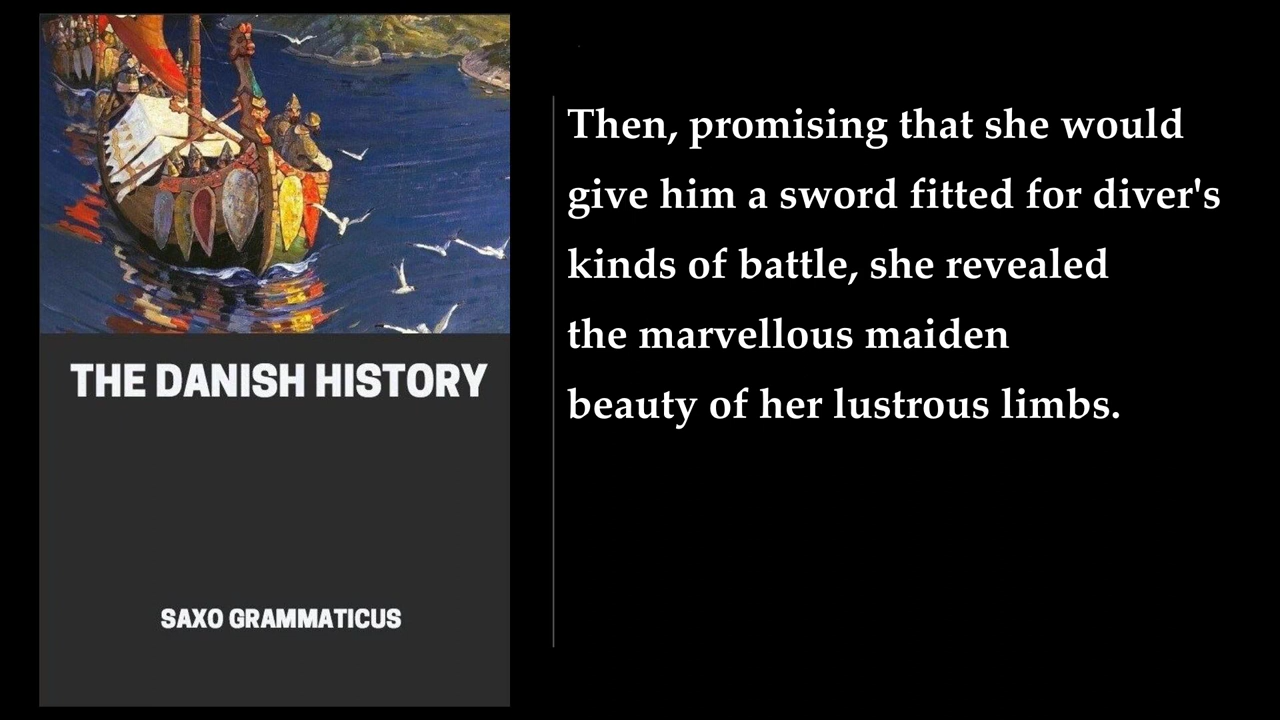 THE DANISH HISTORY
SAXO GRAMMATICUS
Then, promising that she would
give him a sword fitted for diver's
kinds of battle, she revealed
the marvellous maiden
beauty of her lustrous limbs.